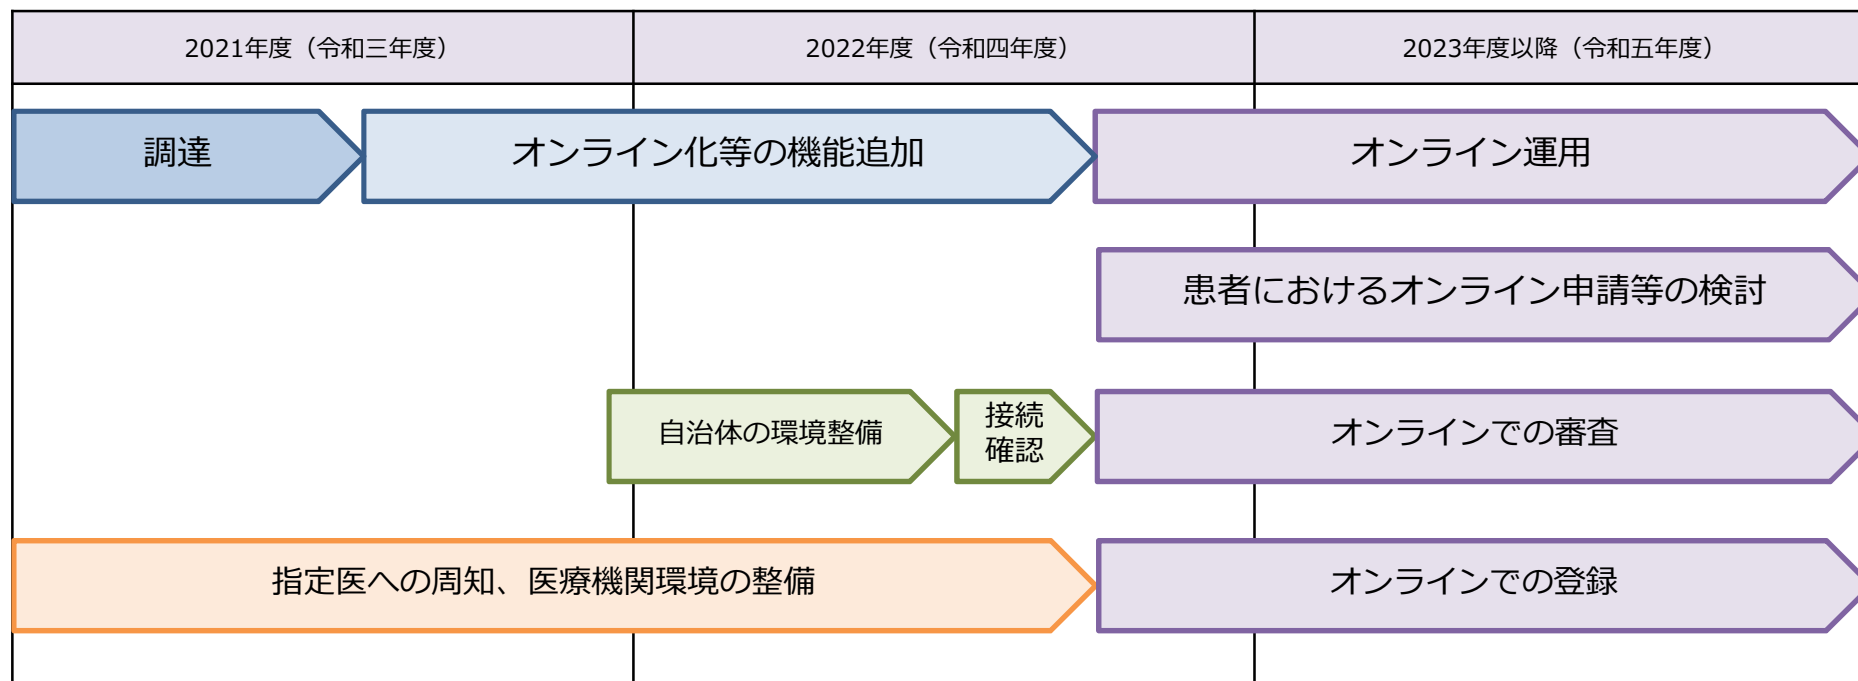 2021年度（令和三年度）
2022年度（令和四年度）
2023年度以降（令和五年度）
調達
オンライン化等の機能追加
オンライン運用
患者におけるオンライン申請等の検討
自治体の環境整備
接続
確認
オンラインでの審査
指定医への周知、医療機関環境の整備
オンラインでの登録